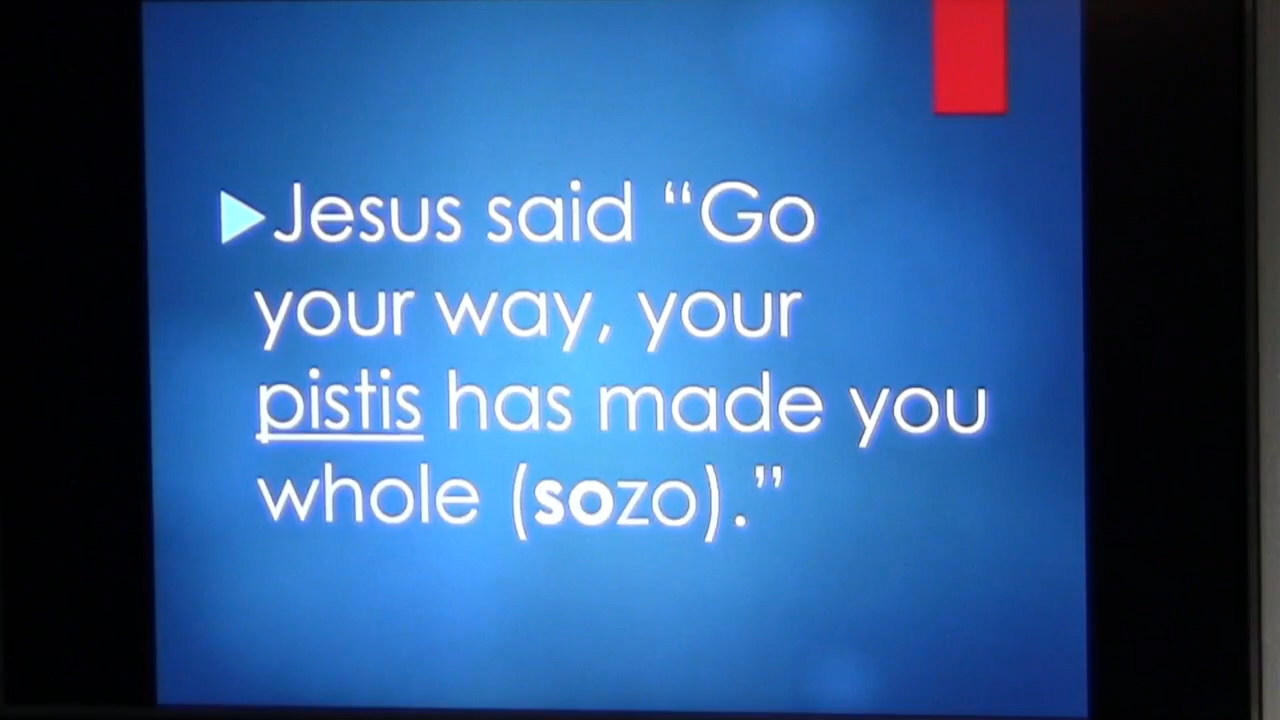 Jesus said “Go
your way, your
pistis has made you
whole (sozo).”